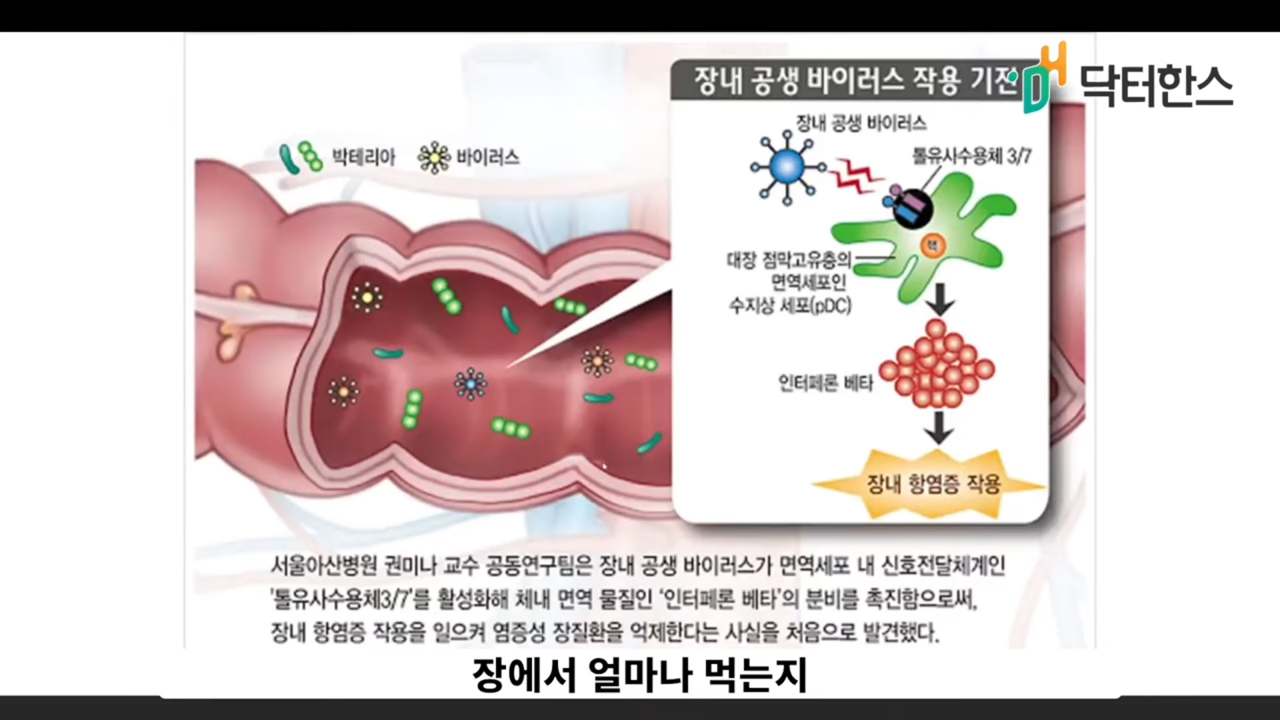 장내 공생 바이러스 작용 기전
DH 닥터한스
박테리아
바이러스
장내 공생 바이러스
톨유사수용체 3/7
핵
대장 점막고유층의
면역세포인
수지상 세포(pDC)
인터페론 베타
장내 항염증 작용
서울아산병원 권미나 교수 공동연구팀은 장내 공생 바이러스가 면역세포 내 신호전달체계인
'톨유사수용체3/7'를 활성화해 체내 면역 물질인 '인터페론 베타'의 분비를 촉진함으로써,
장내 항염증 작용을 일으켜 염증성 장질환을 억제한다는 사실을 처음으로 발견했다.
장에서 얼마나 먹는지